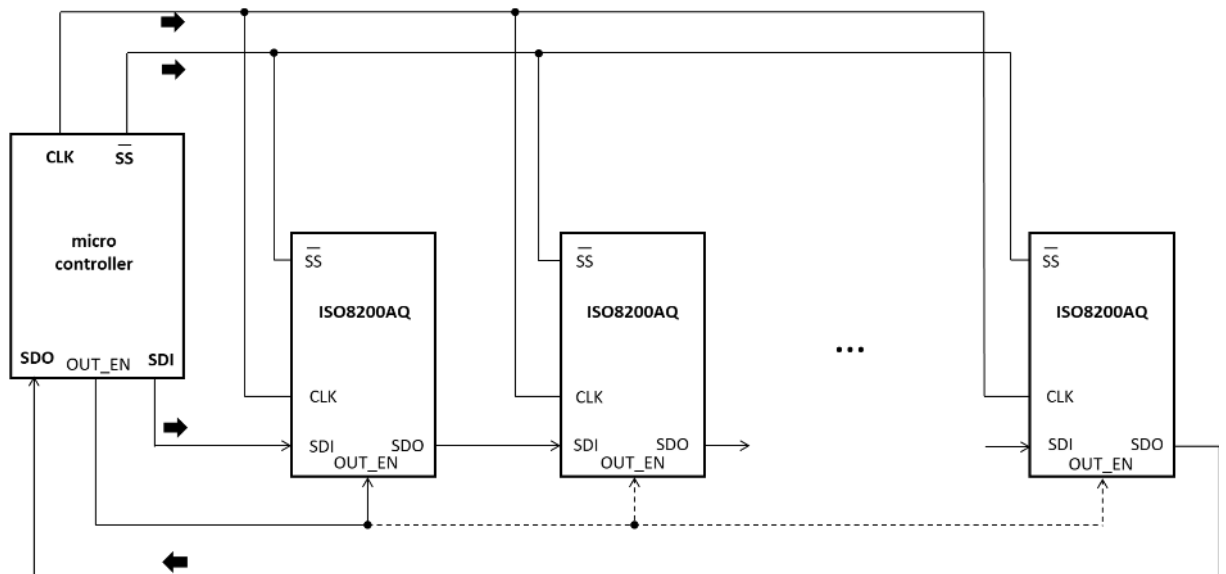 CLK SS
micro
controller
SDO OUT_EN SDI
SS
ISO8200AQ
CLK
SDI SDO
OUT_EN
SS
ISO8200AQ
CLK
SDI SDO
OUT_EN
...
SS
ISO8200AQ
CLK
SDI SDO
OUT_EN